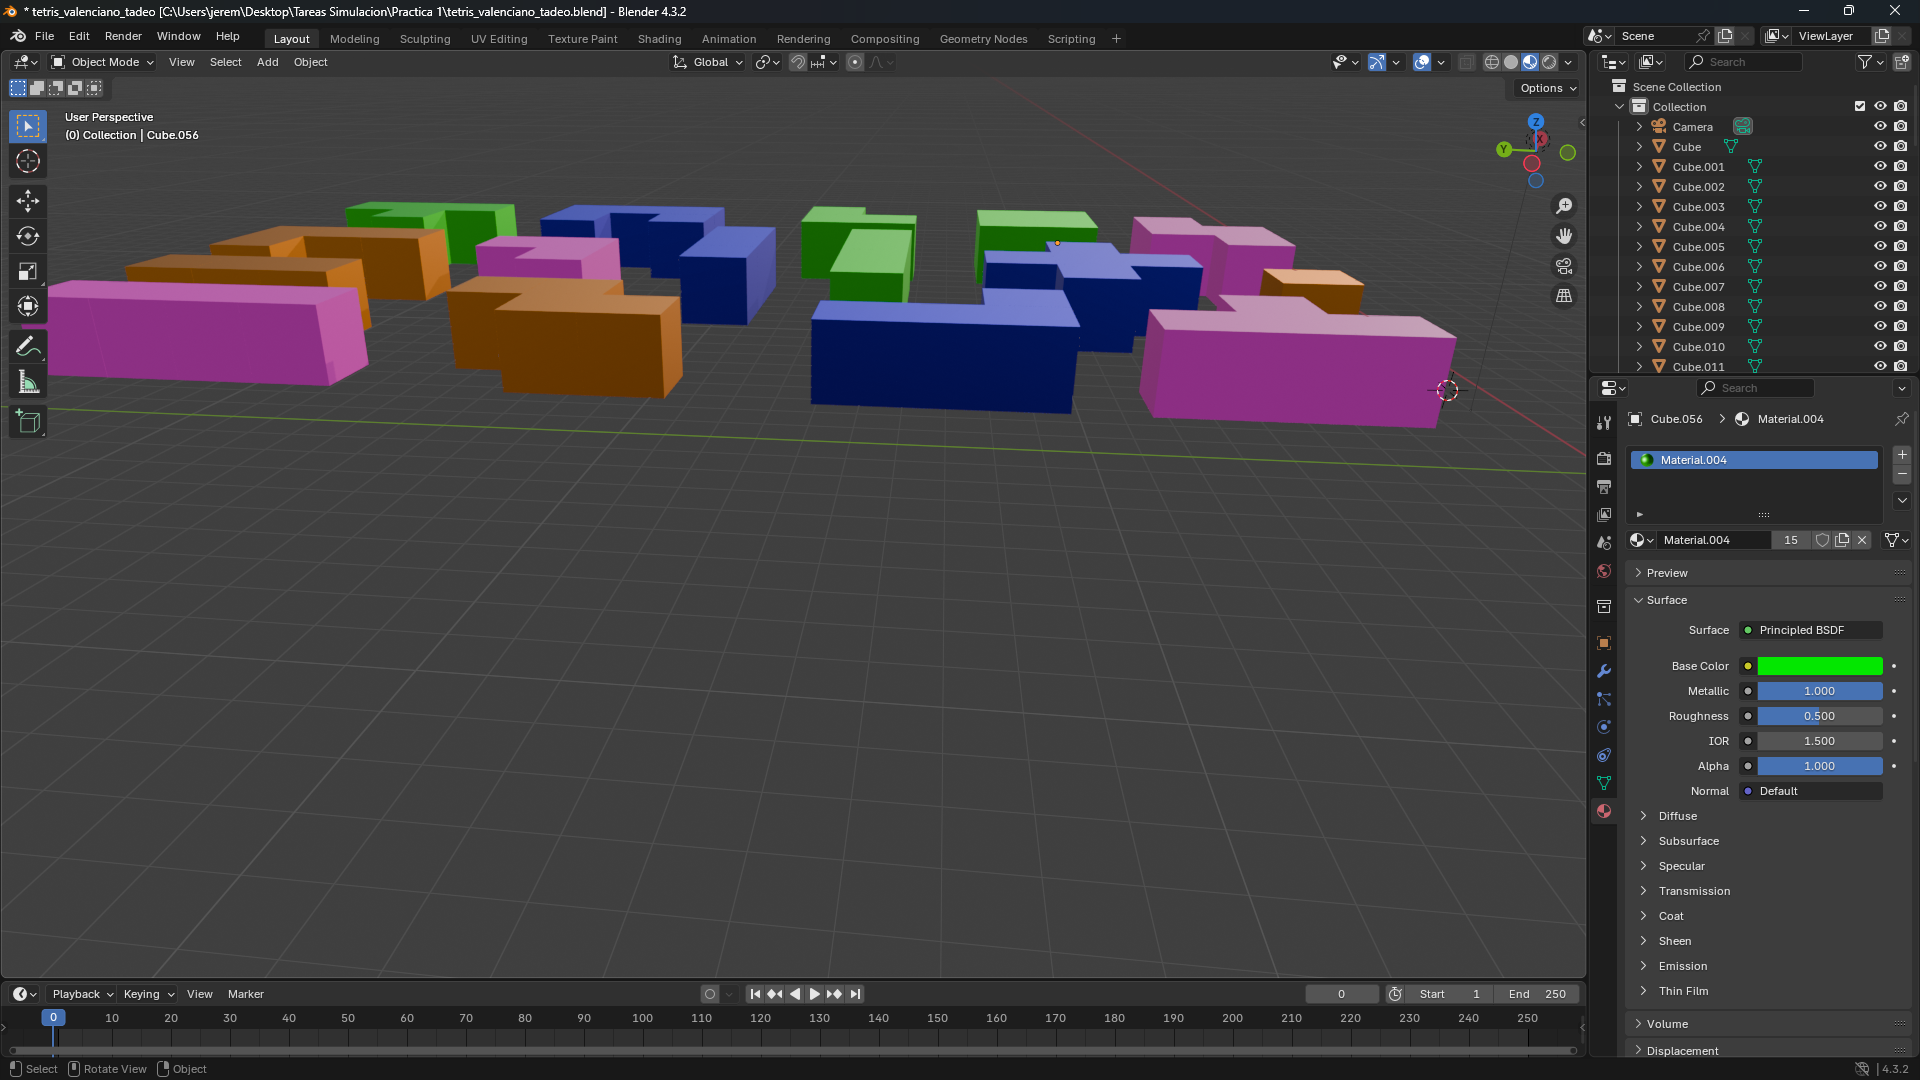 * tetris_valenciano_tadeo [C:\Users\jerem\Desktop\Tareas Simulacion\Practica 1\tetris_valenciano_tadeo.blend] - Blender 4.3.2
File Edit Render Window Help Layout Modeling Sculpting UV Editing Texture Paint Shading Animation Rendering Compositing Geometry Nodes Scripting + Scene ViewLayer
Object Mode View Select Add Object Global Search
Options
User Perspective
(0) Collection | Cube.056
Z
X
Y
Scene Collection
Collection
Camera
Cube
Cube.001
Cube.002
Cube.003
Cube.004
Cube.005
Cube.006
Cube.007
Cube.008
Cube.009
Cube.010
Cube.011
Search
Cube.056 > Material.004
Material.004
Material.004 15
Preview
Surface
Surface Principled BSDF
Base Color
Metallic 1.000
Roughness 0.500
IOR 1.500
Alpha 1.000
Normal Default
Diffuse
Subsurface
Specular
Transmission
Coat
Sheen
Emission
Thin Film
Volume
Displacement
Playback Keying View Marker 0 Start 1 End 250
0 10 20 30 40 50 60 70 80 90 100 110 120 130 140 150 160 170 180 190 200 210 220 230 240 250
Select Rotate View Object 4.3.2